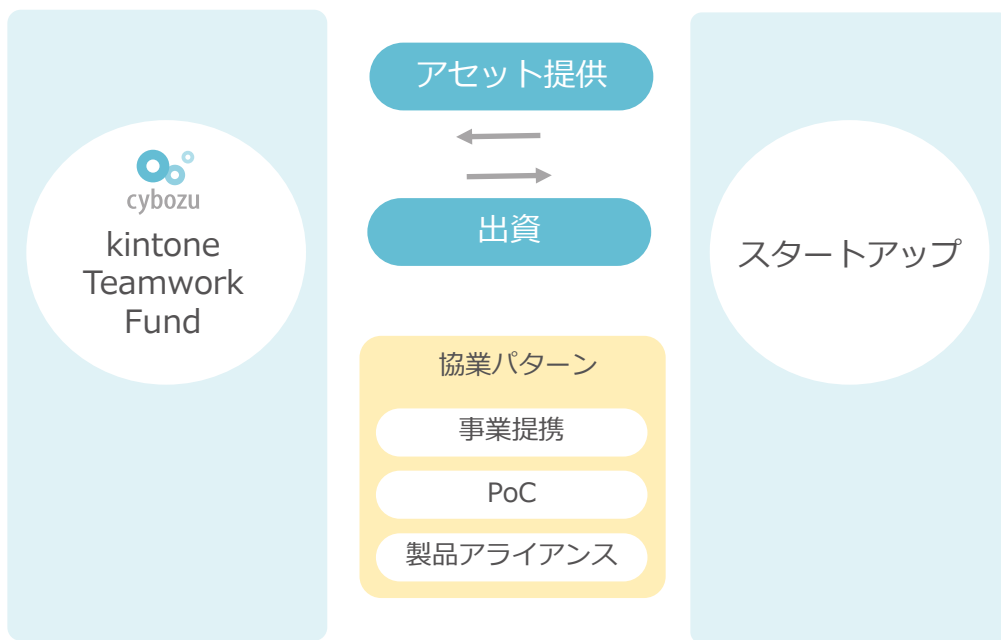 cybozu
kintone
Teamwork
Fund
アセット提供
出資
スタートアップ
協業パターン
事業提携
PoC
製品アライアンス